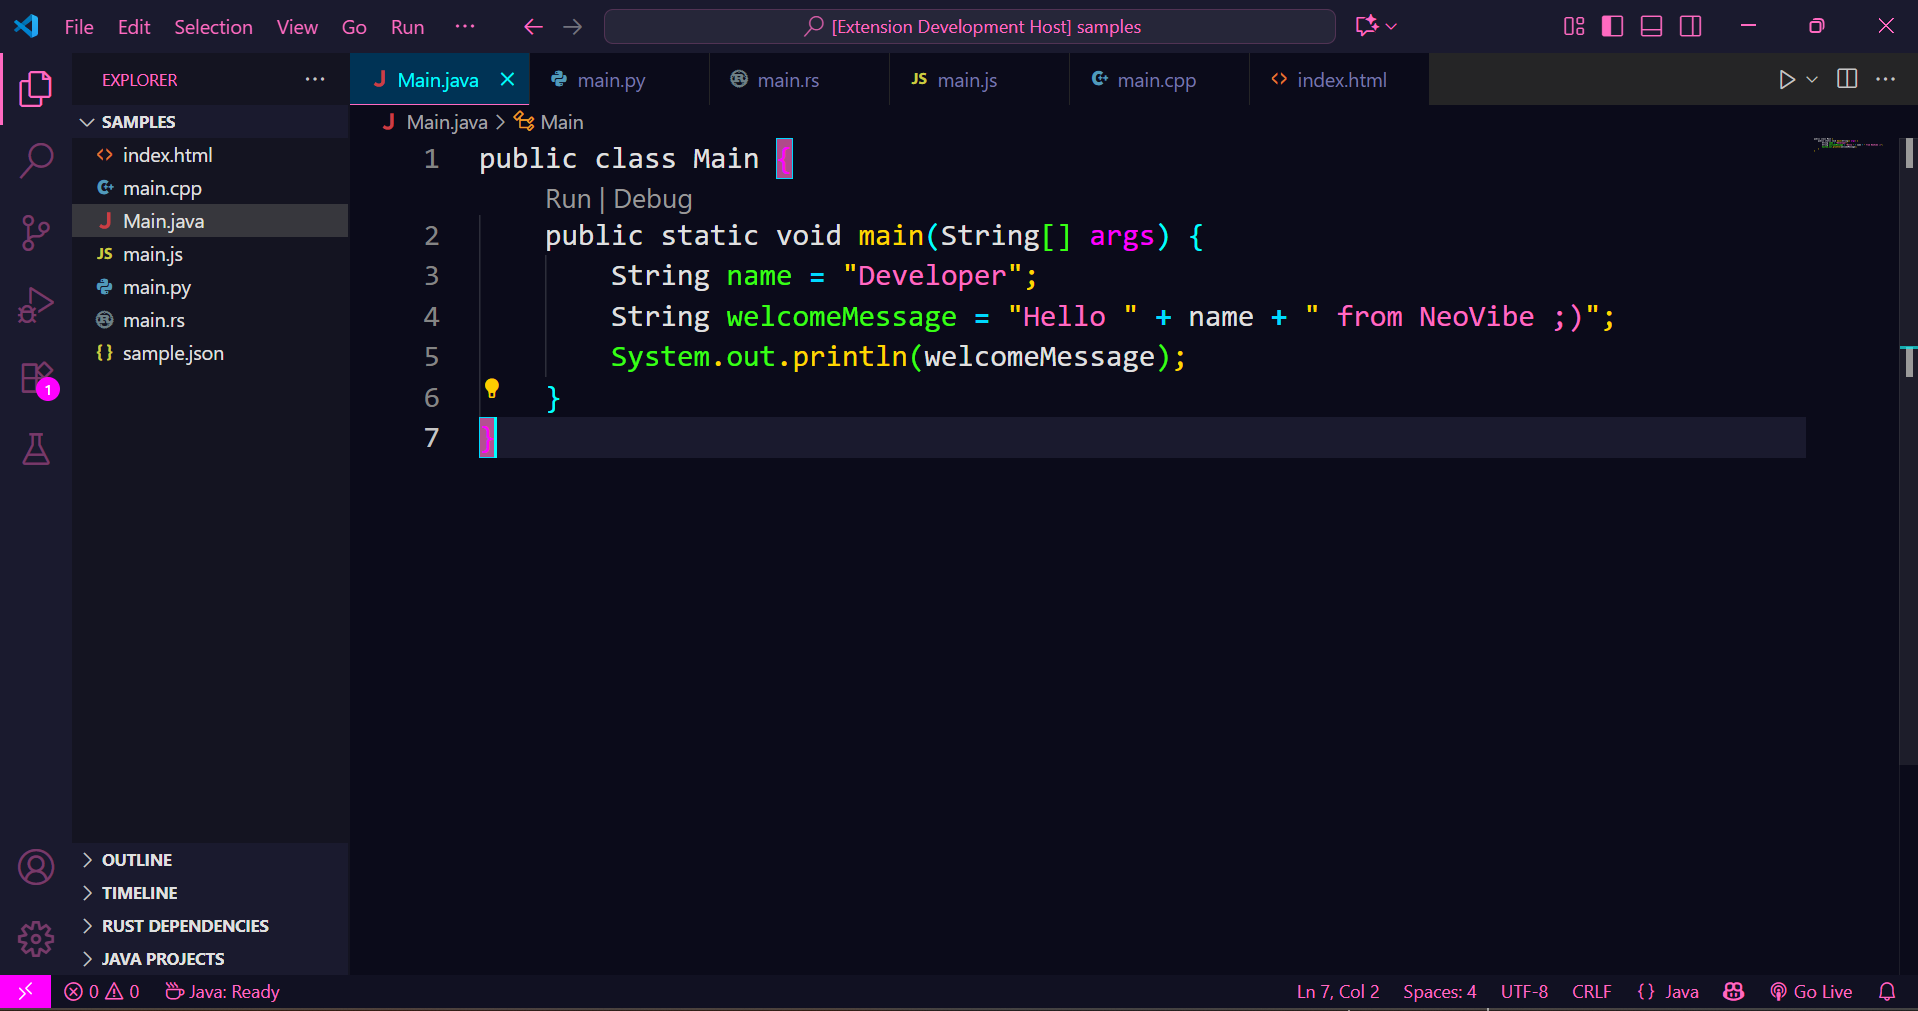 File Edit Selection View Go Run ··· [Extension Development Host] samples
EXPLORER ···
SAMPLES
index.html
main.cpp
Main.java
main.js
main.py
main.rs
sample.json
OUTLINE
TIMELINE
RUST DEPENDENCIES
JAVA PROJECTS
1
Main.java main.py main.rs main.js main.cpp index.html
Main.java > Main
1 public class Main {
Run | Debug
2 public static void main(String[] args) {
3 String name = "Developer";
4 String welcomeMessage = "Hello " + name + " from NeoVibe ;)";
5 System.out.println(welcomeMessage);
6 }
7 }
0 0 Java: Ready Ln 7, Col 2 Spaces: 4 UTF-8 CRLF {} Java Go Live